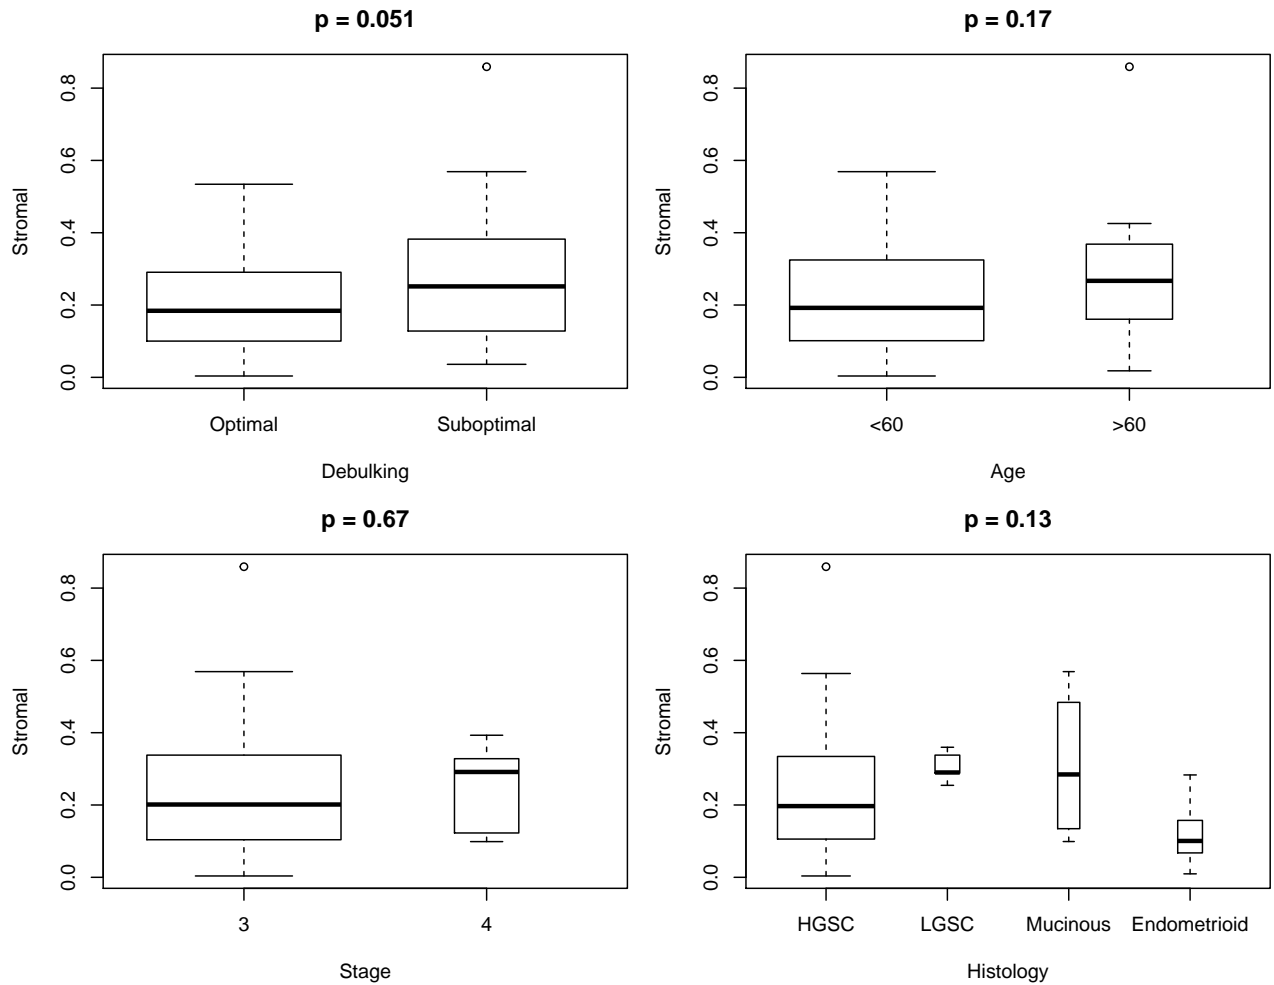 p = 0.051
0.8
0.6
0.4
0.2
0.0
Stromal
Optimal Suboptimal
Debulking
p = 0.17
0.8
0.6
0.4
0.2
0.0
Stromal
<60 >60
Age
p = 0.67
0.8
0.6
0.4
0.2
0.0
Stromal
3 4
Stage
p = 0.13
0.8
0.6
0.4
0.2
0.0
Stromal
HGSC LGSC Mucinous Endometrioid
Histology